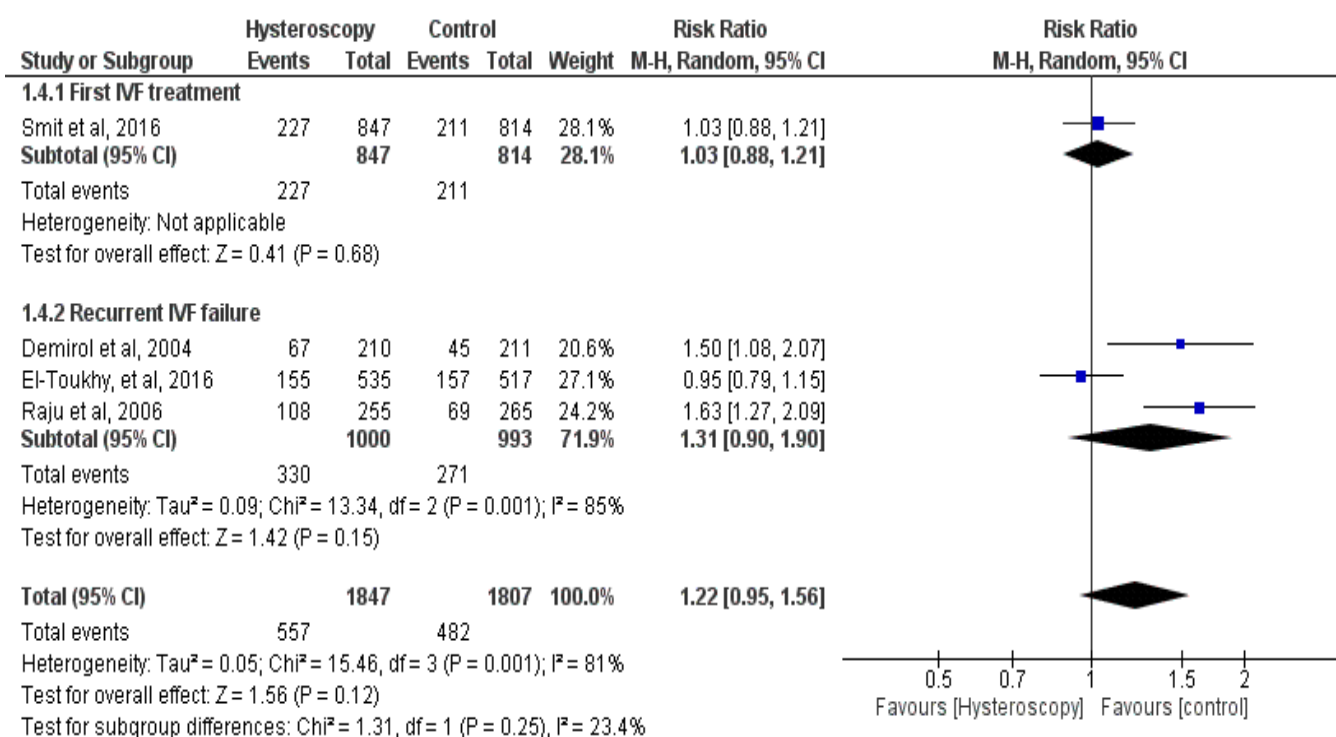 Hysteroscopy Control Risk Ratio Risk Ratio
Study or Subgroup Events Total Events Total Weight M-H, Random, 95% CI M-H, Random, 95% CI
1.4.1 First IVF treatment
Smit et al, 2016 227 847 211 814 28.1% 1.03 [0.88, 1.21]
Subtotal (95% CI) 847 814 28.1% 1.03 [0.88, 1.21]
Total events 227 211
Heterogeneity: Not applicable
Test for overall effect: Z = 0.41 (P = 0.68)
1.4.2 Recurrent IVF failure
Demirol et al, 2004 67 210 45 211 20.6% 1.50 [1.08, 2.07]
El-Toukhy, et al, 2016 155 535 157 517 27.1% 0.95 [0.79, 1.15]
Raju et al, 2006 108 255 69 265 24.2% 1.63 [1.27, 2.09]
Subtotal (95% CI) 1000 993 71.9% 1.31 [0.90, 1.90]
Total events 330 271
Heterogeneity: Tau² = 0.09; Chi² = 13.34, df = 2 (P = 0.001); I² = 85%
Test for overall effect: Z = 1.42 (P = 0.15)
Total (95% CI) 1847 1807 100.0% 1.22 [0.95, 1.56]
Total events 557 482
Heterogeneity: Tau² = 0.05; Chi² = 15.46, df = 3 (P = 0.001); I² = 81%
Test for overall effect: Z = 1.56 (P = 0.12)
Test for subgroup differences: Chi² = 1.31, df = 1 (P = 0.25), I² = 23.4%
0.5 0.7 1 1.5 2
Favours [Hysteroscopy] Favours [control]